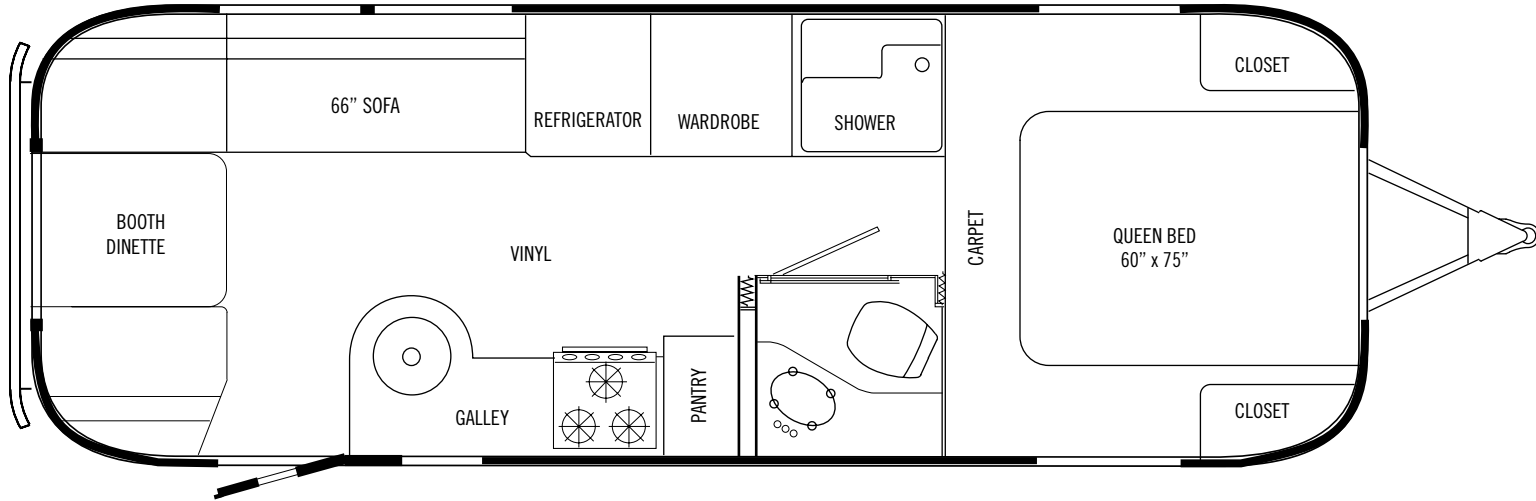 CLOSET
66” SOFA
REFRIGERATOR
WARDROBE
SHOWER
BOOTH
DINETTE
VINYL
CARPET
QUEEN BED
60” x 75”
GALLEY
PANTRY
CLOSET